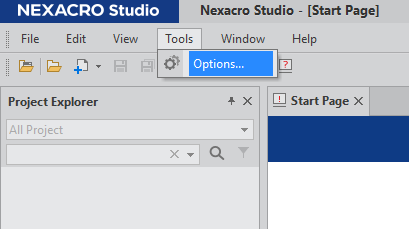 NEXACRO Studio
Nexacro Studio - [Start Page]
File Edit View Tools Window Help
Options...
Project Explorer
Start Page
All Project